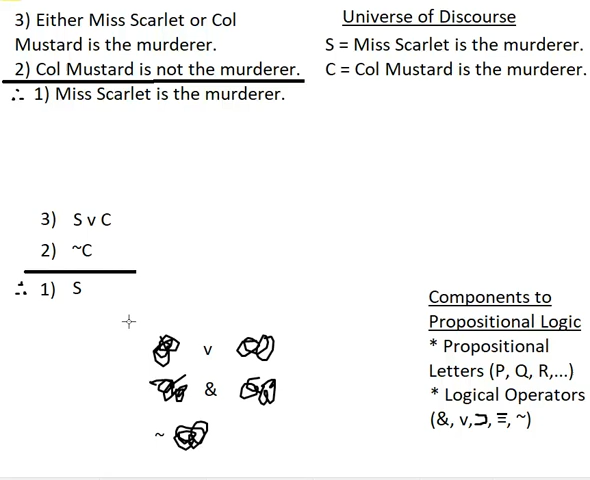 3) Either Miss Scarlet or Col
Mustard is the murderer.
2) Col Mustard is not the murderer.
∴ 1) Miss Scarlet is the murderer.
Universe of Discourse
S = Miss Scarlet is the murderer.
C = Col Mustard is the murderer.
3) S v C
2) ~C
∴ 1) S
v
&
~
Components to
Propositional Logic
* Propositional
Letters (P, Q, R,...)
* Logical Operators
(&, v,⊃, ≡, ~)